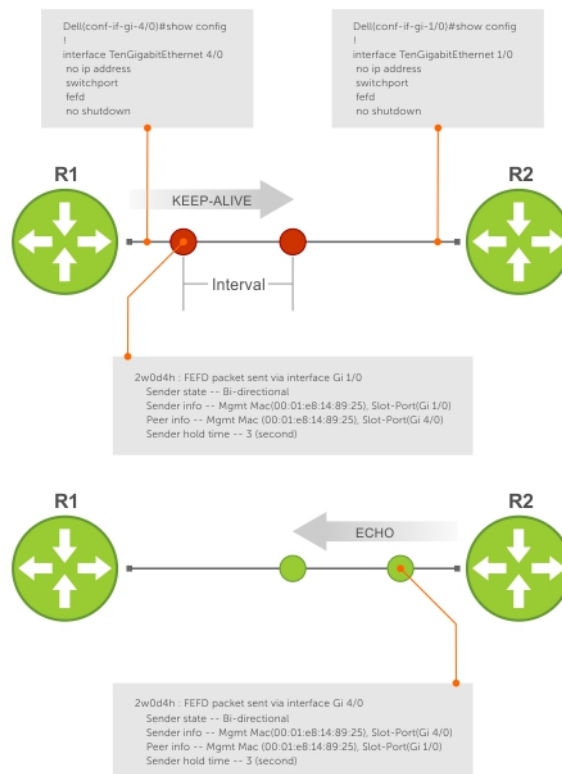 Dell(conf-if-gi-4/0)#show config
!
interface TenGigabitEthernet 4/0
no ip address
switchport
fefd
no shutdown
Dell(conf-if-gi-1/0)#show config
!
interface TenGigabitEthernet 1/0
no ip address
switchport
fefd
no shutdown
R1
R2
KEEP-ALIVE
Interval
2w0d4h : FEFD packet sent via interface Gi 1/0
Sender state -- Bi-directional
Sender info -- Mgmt Mac(00:01:e8:14:89:25), Slot-Port(Gi 1/0)
Peer info -- Mgmt Mac (00:01:e8:14:89:25), Slot-Port(Gi 4/0)
Sender hold time -- 3 (second)
R1
R2
ECHO
2w0d4h : FEFD packet sent via interface Gi 4/0
Sender state -- Bi-directional
Sender info -- Mgmt Mac(00:01:e8:14:89:25), Slot-Port(Gi 4/0)
Peer info -- Mgmt Mac (00:01:e8:14:89:25), Slot-Port(Gi 1/0)
Sender hold time -- 3 (second)